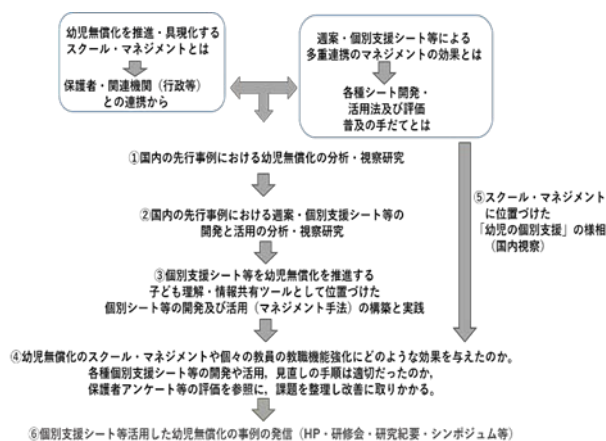 幼児無償化を推進・具現化する
スクール・マネジメントとは
保護者・関連機関（行政等）
との連携から
週案・個別支援シート等による
多重連携のマネジメントの効果とは
各種シート開発・
活用法及び評価
普及の手だてとは
①国内の先行事例における幼児無償化の分析・視察研究
②国内の先行事例における週案・個別支援シート等の
開発と活用の分析・視察研究
③個別支援シート等を幼児無償化を推進する
子ども理解・情報共有ツールとして位置づけた
個別シート等の開発及び活用（マネジメント手法）の構築と実践
⑤スクール・マネジメント
に位置づけた
「幼児の個別支援」の様相
（国内視察）
④幼児無償化のスクール・マネジメントや個々の教員の教職機能強化にどのような効果を与えたのか。
各種個別支援シート等の開発や活用，見直しの手順は適切だったのか，
保護者アンケート等の評価を参照に，課題を整理し改善に取りかかる。
⑥個別支援シート等活用した幼児無償化の事例の発信（HP・研修会・研究紀要・シンポジュム等）